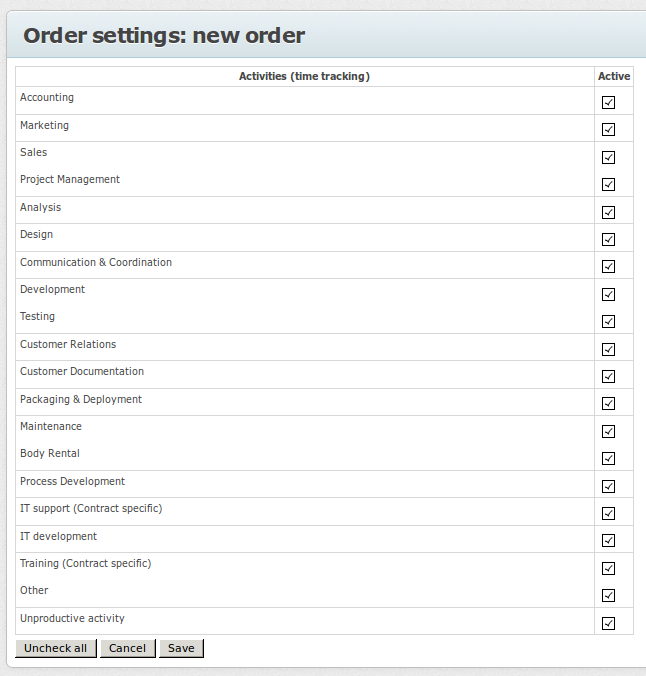 Order settings: new order
Activities (time tracking) Active
Accounting
Marketing
Sales
Project Management
Analysis
Design
Communication & Coordination
Development
Testing
Customer Relations
Customer Documentation
Packaging & Deployment
Maintenance
Body Rental
Process Development
IT support (Contract specific)
IT development
Training (Contract specific)
Other
Unproductive activity
Uncheck all Cancel Save